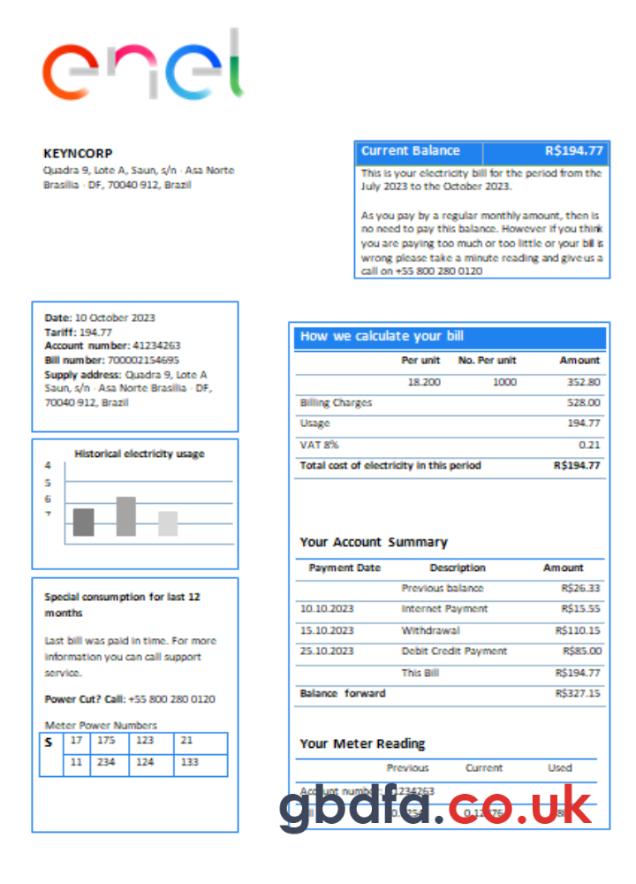 enel
KEYNCORP
Quadra 9, Lote A, Saun, s/n - Asa Norte
Brasilia - DF, 70040 912, Brazil
Current Balance R$194.77
This is your electricity bill for the period from the
July 2023 to the October 2023.
As you pay by a regular monthly amount, then is
no need to pay this balance. However if you think
you are paying too much or too little or your bill is
wrong please take a minute reading and give us a
call on +55 800 280 0120
Date: 10 October 2023
Tariff: 194.77
Account number: 41234263
Bill number: 700002154695
Supply address: Quadra 9, Lote A
Saun, s/n - Asa Norte Brasilia - DF,
70040 912, Brazil
Historical electricity usage
4
5
6
7
Special consumption for last 12
months
Last bill was paid in time. For more
information you can call support
service.
Power Cut? Call: +55 800 280 0120
Meter Power Numbers
S 17 175 123 21
11 234 124 133
How we calculate your bill
Per unit No. Per unit Amount
18.200 1000 352.80
Billing Charges 528.00
Usage 194.77
VAT 8% 0.21
Total cost of electricity in this period R$194.77
Your Account Summary
Payment Date Description Amount
Previous balance R$26.33
10.10.2023 Internet Payment R$15.55
15.10.2023 Withdrawal R$110.15
25.10.2023 Debit Credit Payment R$85.00
This Bill R$194.77
Balance forward R$327.15
Your Meter Reading
Previous Current Used
Account number: 41234263
gbdfa.co.uk